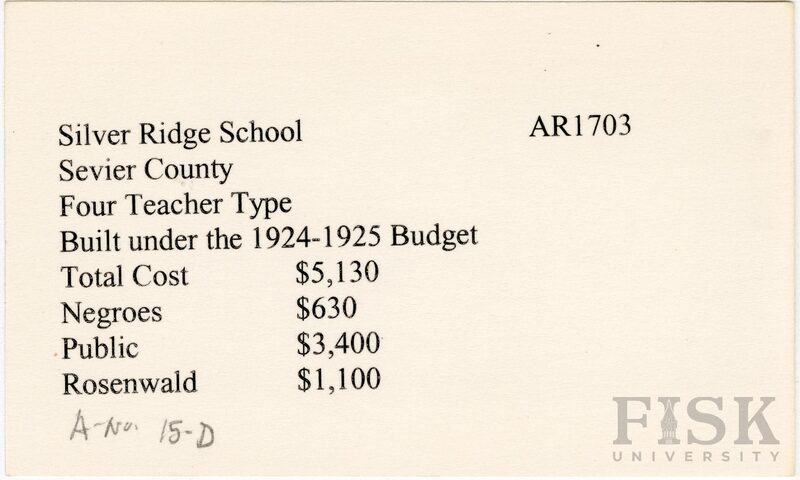 Silver Ridge School AR1703
Sevier County
Four Teacher Type
Built under the 1924-1925 Budget
Total Cost $5,130
Negroes $630
Public $3,400
Rosenwald $1,100
A-No. 15-D
FISK
UNIVERSITY